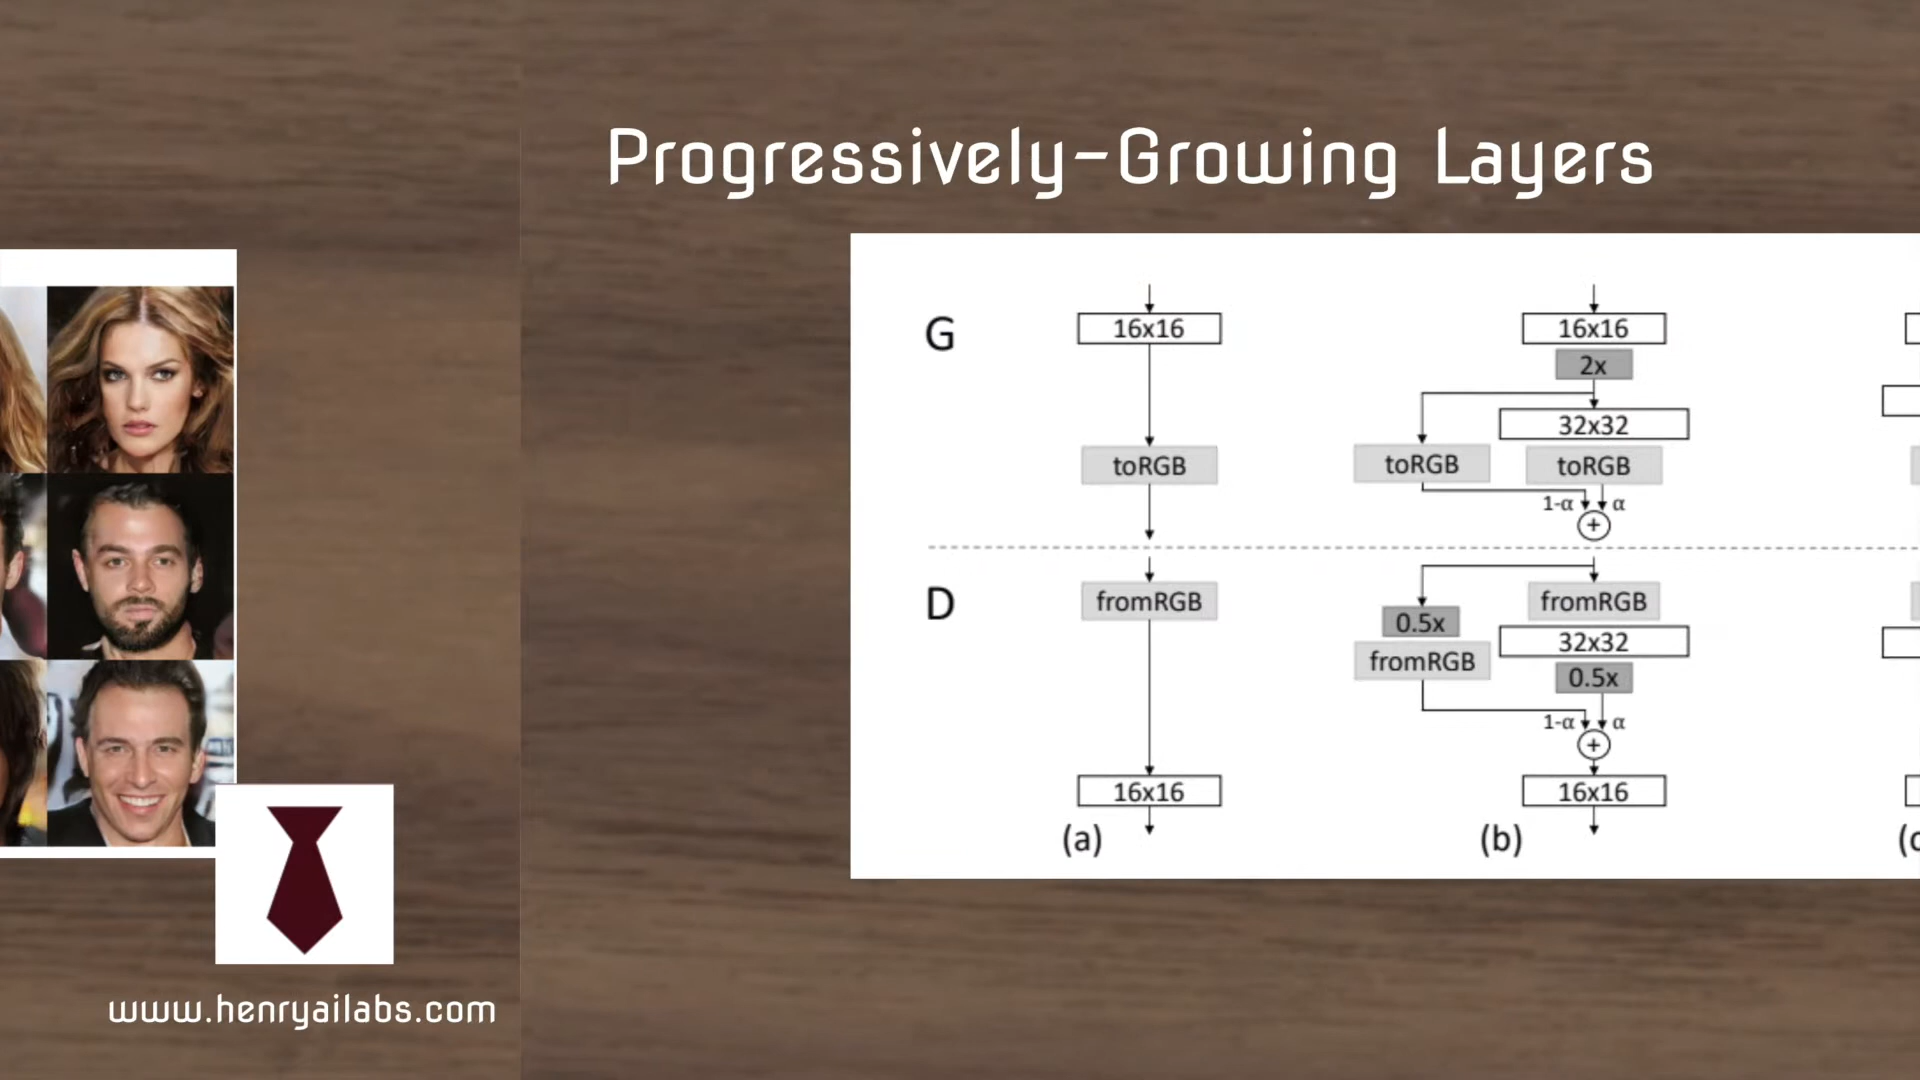 Progressively-Growing Layers
G
16x16
toRGB
16x16
2x
32x32
toRGB
toRGB
1-α
α
D
fromRGB
16x16
(a)
0.5x
fromRGB
fromRGB
32x32
0.5x
1-α
α
16x16
(b)
www.henryailabs.com